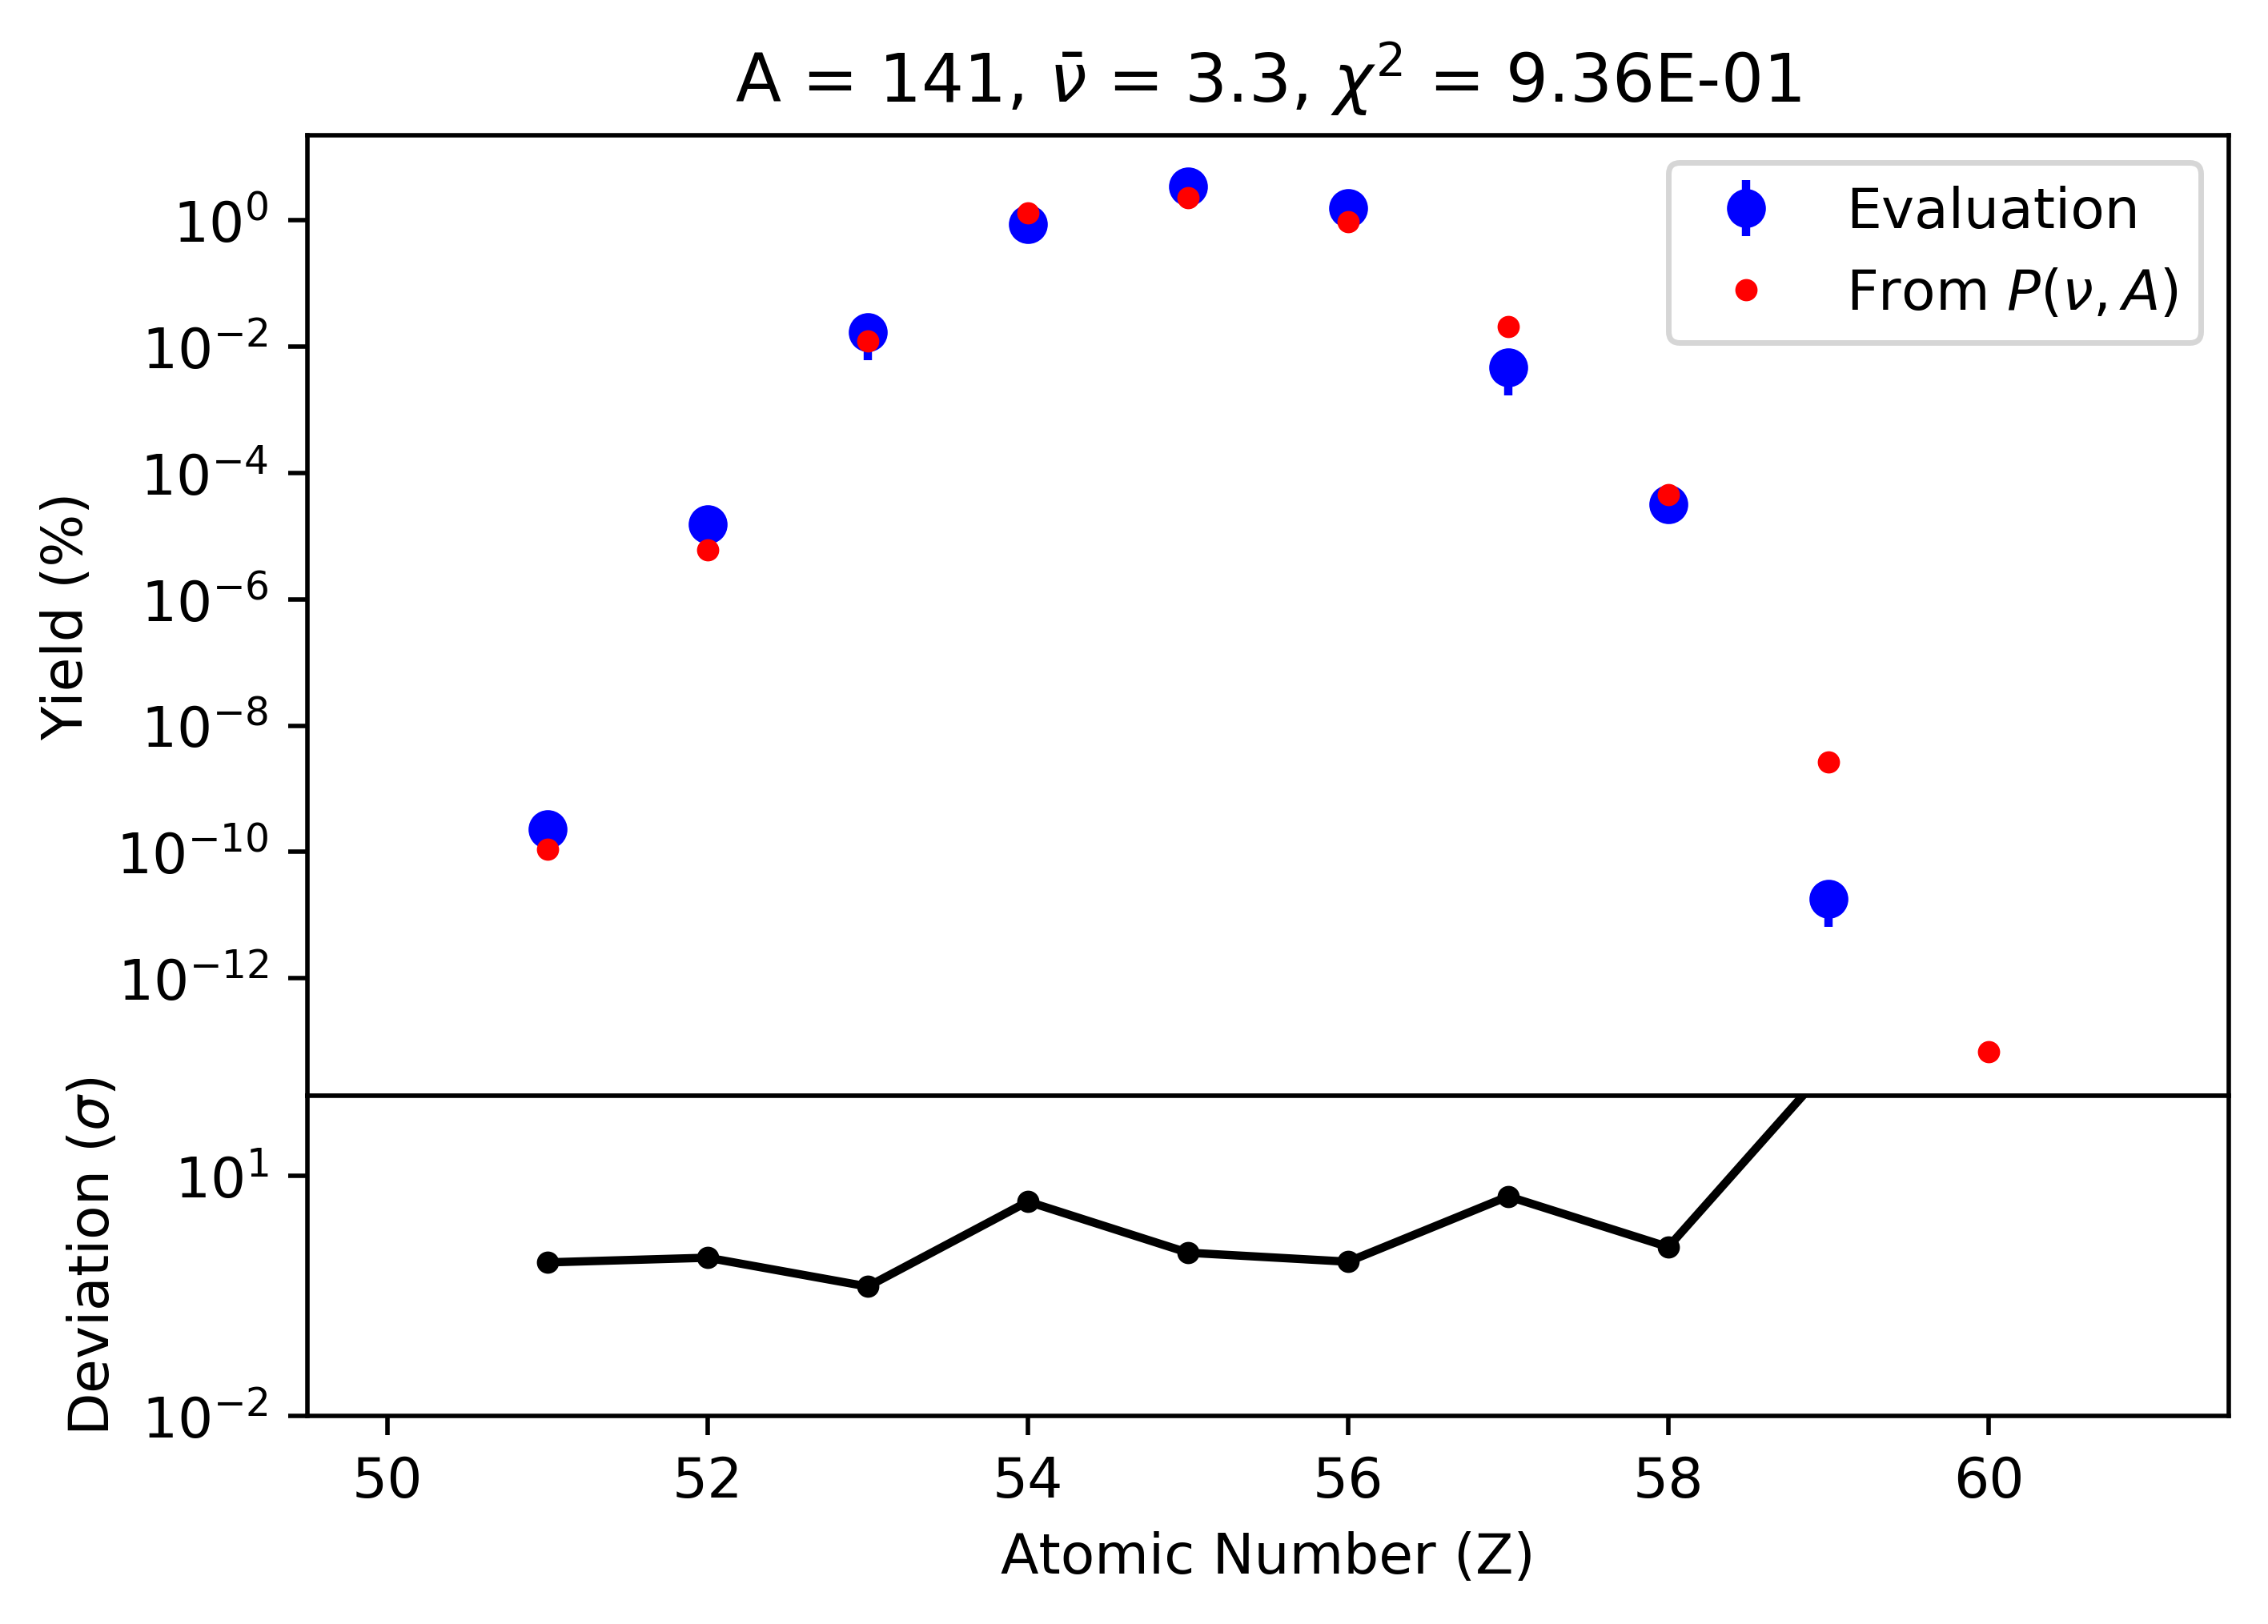 A = 141, ν̄ = 3.3, χ² = 9.36E-01
Evaluation
From P(ν, A)
Yield (%)
10⁰
10⁻²
10⁻⁴
10⁻⁶
10⁻⁸
10⁻¹⁰
10⁻¹²
Deviation (σ)
10¹
10⁻²
50 52 54 56 58 60
Atomic Number (Z)